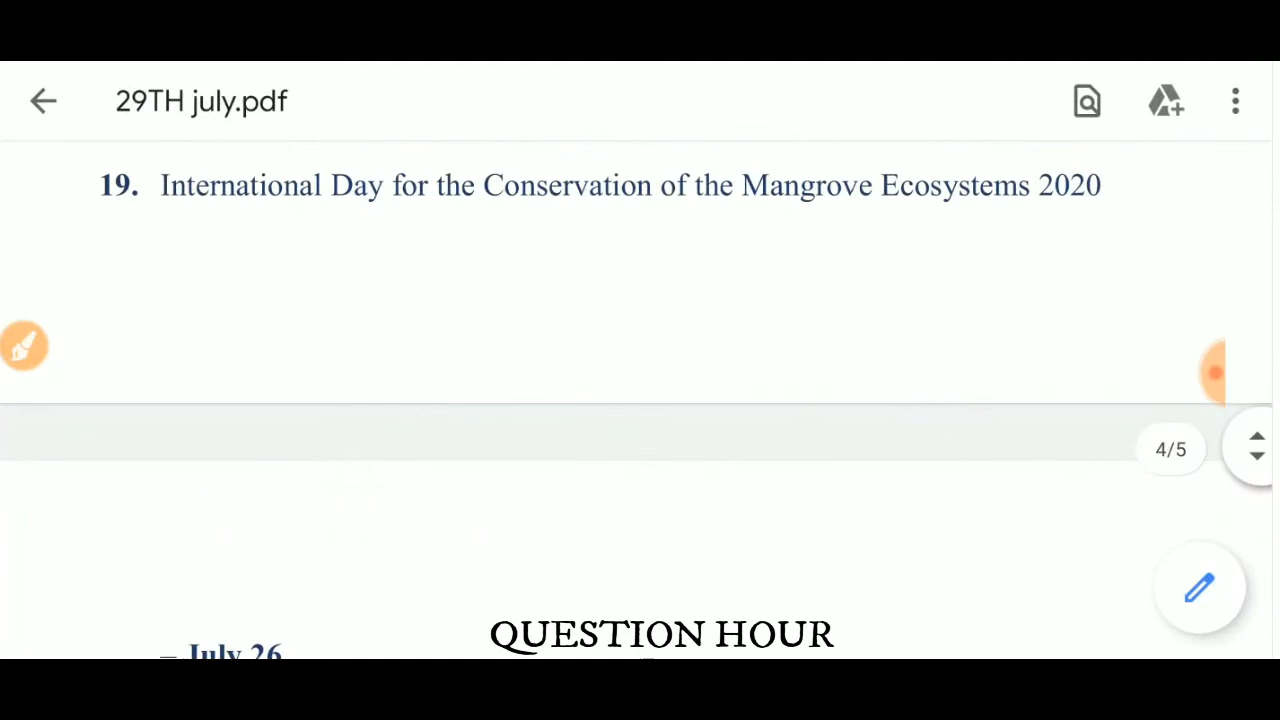 29TH july.pdf
19. International Day for the Conservation of the Mangrove Ecosystems 2020
4/5
– July 26
QUESTION HOUR